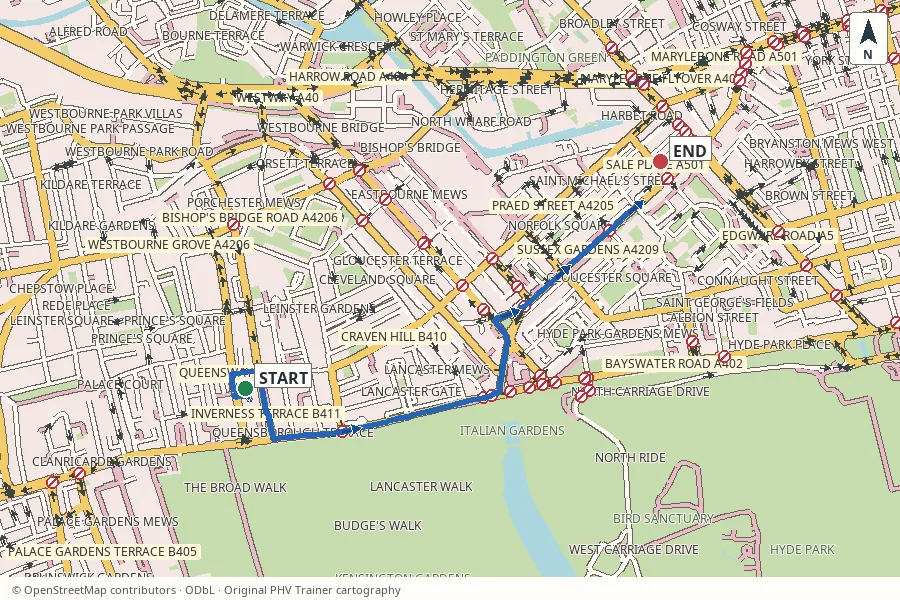 DELAMERE TERRACE
HOWLEY PLACE
ALFRED ROAD
BOURNE TERRACE
ST MARY'S TERRACE
BROADLEY STREET
COSWAY STREET
WARWICK CRESCENT
PADDINGTON GREEN
MARYLEBONE ROAD A501
N
HARROW ROAD
WESTWAY A40
HERMITAGE STREET
WESTBOURNE PARK VILLAS
WESTBOURNE PARK PASSAGE
WESTBOURNE BRIDGE
NORTH WHARF ROAD
HARBET ROAD
WESTBOURNE PARK ROAD
BISHOP'S BRIDGE
END
BRYANSTON MEWS WEST
ORSETT TERRACE
SALE PLACE A501
HARROWBY STREET
KILDARE TERRACE
SAINT MICHAEL'S STREET
EASTBOURNE MEWS
BROWN STREET
PORCHESTER MEWS
PRAED STREET A4205
BISHOP'S BRIDGE ROAD A4206
KILDARE GARDENS
NORFOLK SQUARE
EDGWARE ROAD A5
WESTBOURNE GROVE A4206
SUSSEX GARDENS A4209
GLOUCESTER TERRACE
CLEVELAND SQUARE
GLOUCESTER SQUARE
CONNAUGHT STREET
CHEPSTOW PLACE
REDE PLACE
LEINSTER GARDENS
SAINT GEORGE'S FIELDS
LEINSTER SQUARE
PRINCE'S SQUARE
ALBION STREET
PRINCE'S SQUARE
CRAVEN HILL B410
HYDE PARK GARDENS MEWS
HYDE PARK PLACE
QUEENSWAY
START
LANCASTER MEWS
BAYSWATER ROAD A402
PALACE COURT
LANCASTER GATE
NORTH CARRIAGE DRIVE
INVERNESS TERRACE B411
QUEENSBOROUGH TERRACE
ITALIAN GARDENS
CLANRICARDE GARDENS
NORTH RIDE
THE BROAD WALK
LANCASTER WALK
PALACE GARDENS MEWS
BUDGE'S WALK
BIRD SANCTUARY
PALACE GARDENS TERRACE B405
WEST CARRIAGE DRIVE
HYDE PARK
BRUNSWICK GARDENS
KENSINGTON GARDENS
© OpenStreetMap contributors · ODbL · Original PHV Trainer cartography